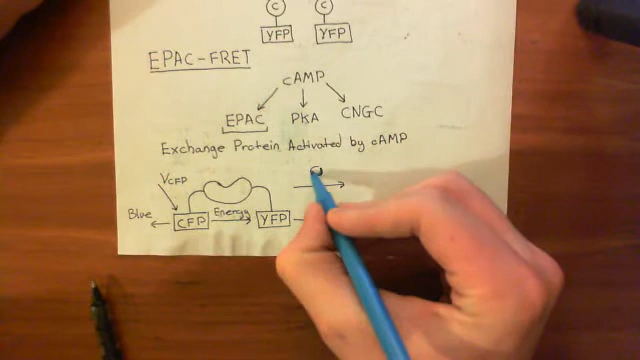 C C
YFP YFP
EPAC-FRET
cAMP
EPAC PKA CNGC
Exchange Protein Activated by cAMP
VCFP
Blue CFP Energy YFP